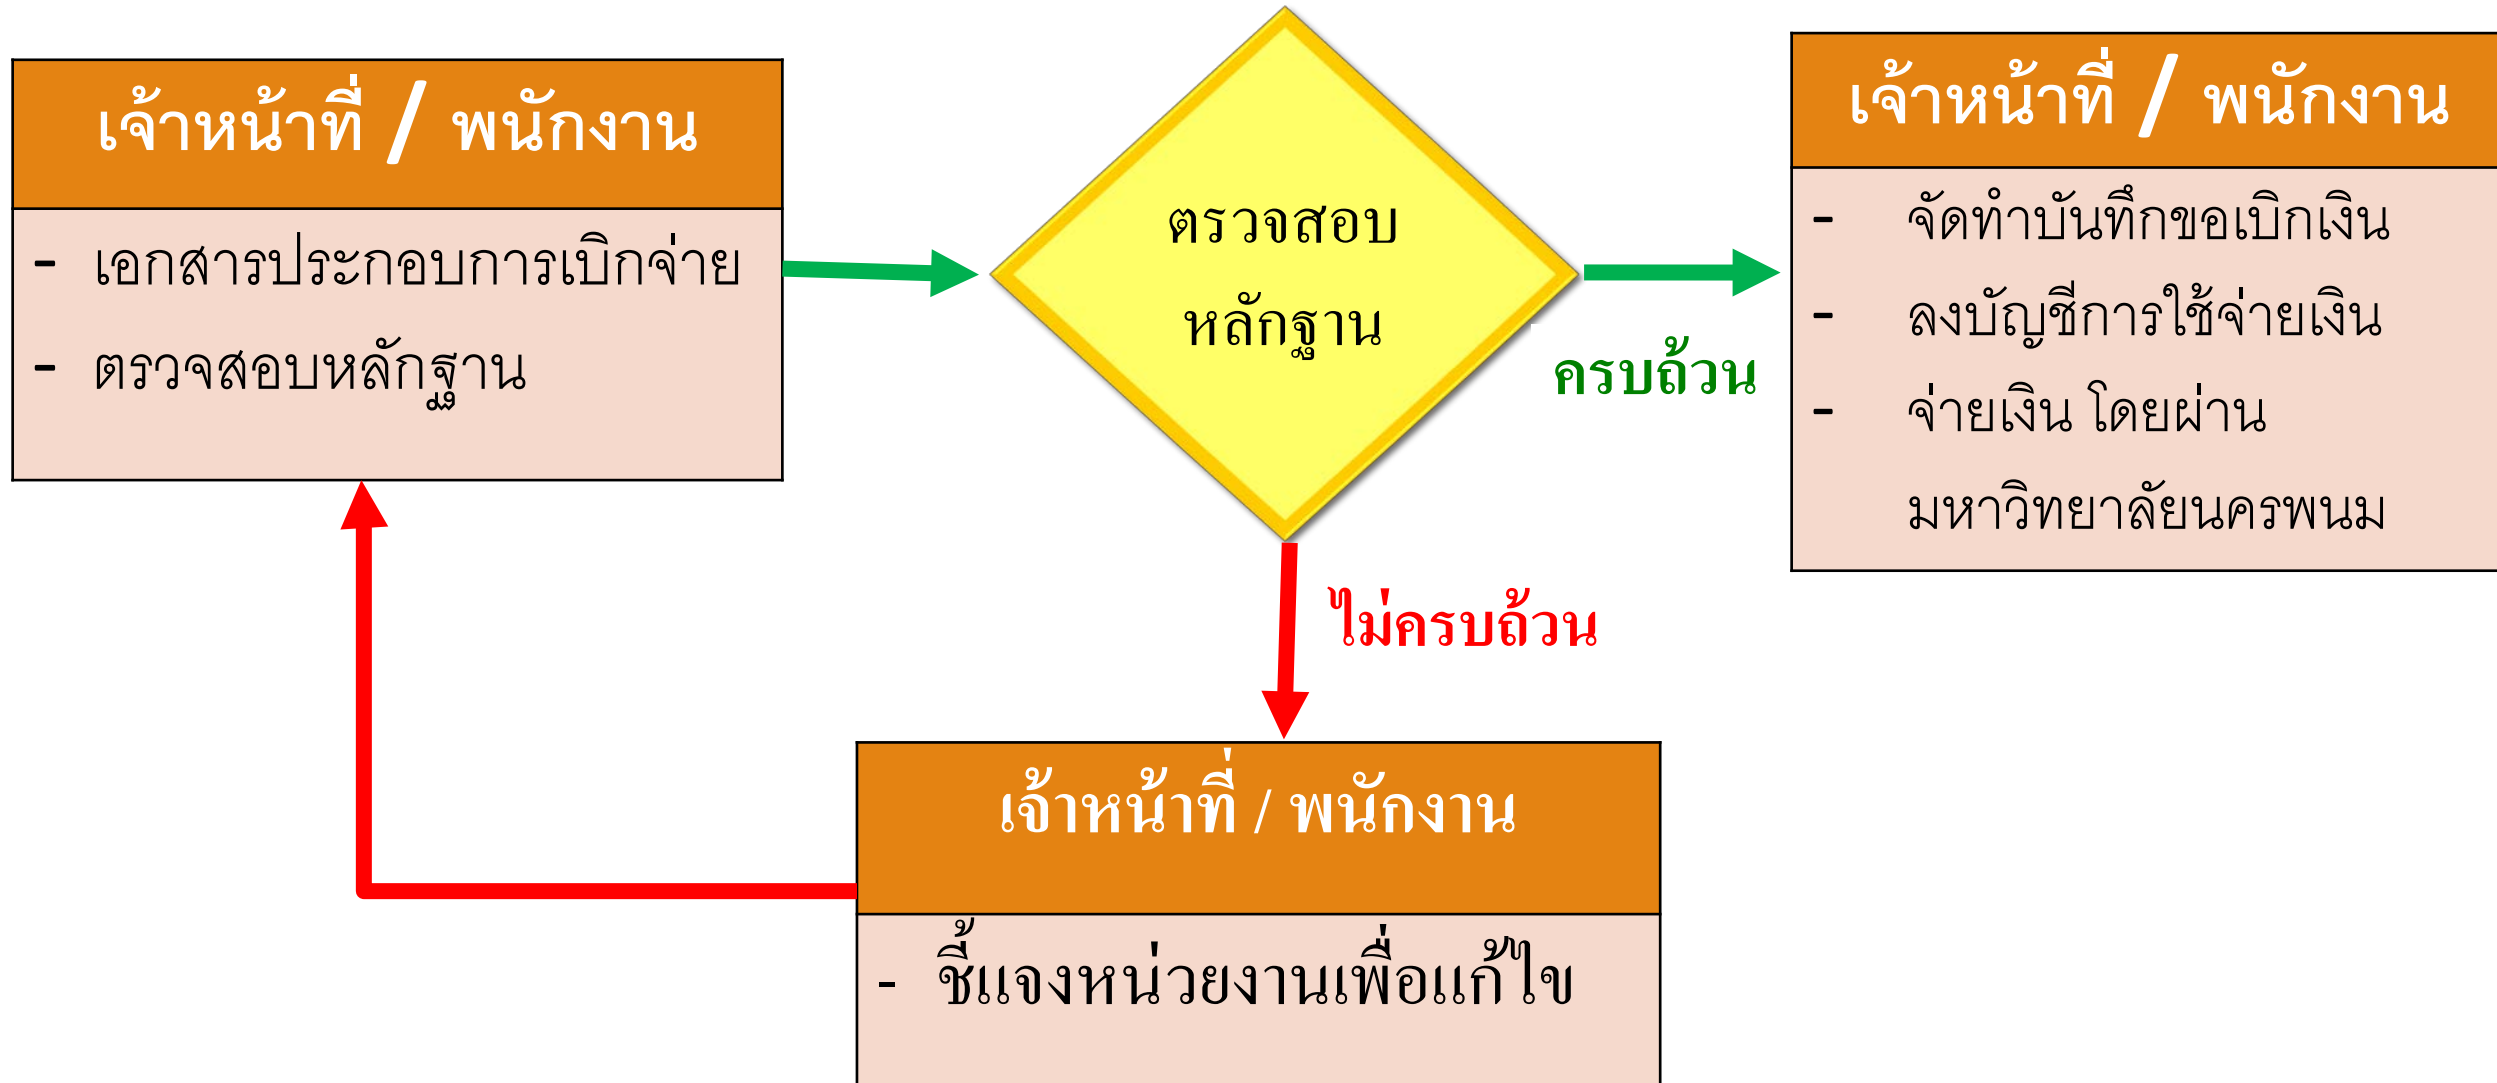 เจ้าหน้าที่ / พนักงาน
- เอกสารประกอบการเบิกจ่าย
- ตรวจสอบหลักฐาน
ตรวจสอบ
หลักฐาน
ครบถ้วน
เจ้าหน้าที่ / พนักงาน
- จัดทำบันทึกขอเบิกเงิน
- ลงบัญชีการใช้จ่ายเงิน
- จ่ายเงิน โดยผ่าน
มหาวิทยาลัยนครพนม
ไม่ครบถ้วน
เจ้าหน้าที่ / พนักงาน
- ชี้แจงหน่วยงานเพื่อแก้ไข